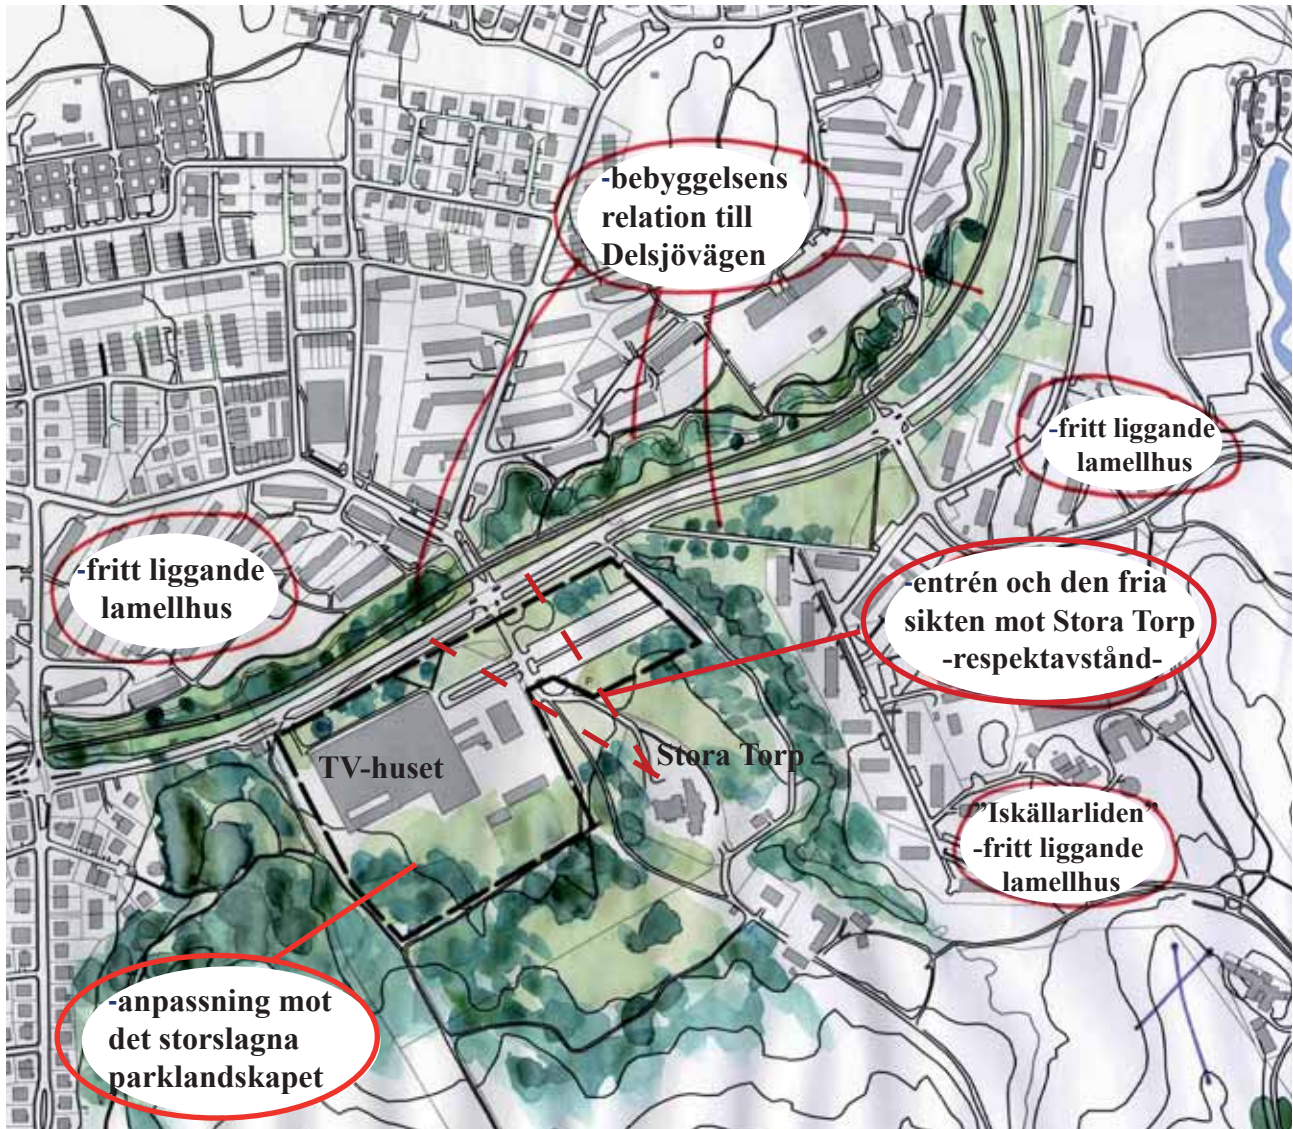 -bebyggelsens
relation till
Delsjövägen
-fritt liggande
lamellhus
-fritt liggande
lamellhus
-entrén och den fria
sikten mot Stora Torp
-respektavstånd-
P
TV-huset
Stora Torp
"Iskällarliden"
-fritt liggande
lamellhus
-anpassning mot
det storslagna
parklandskapet